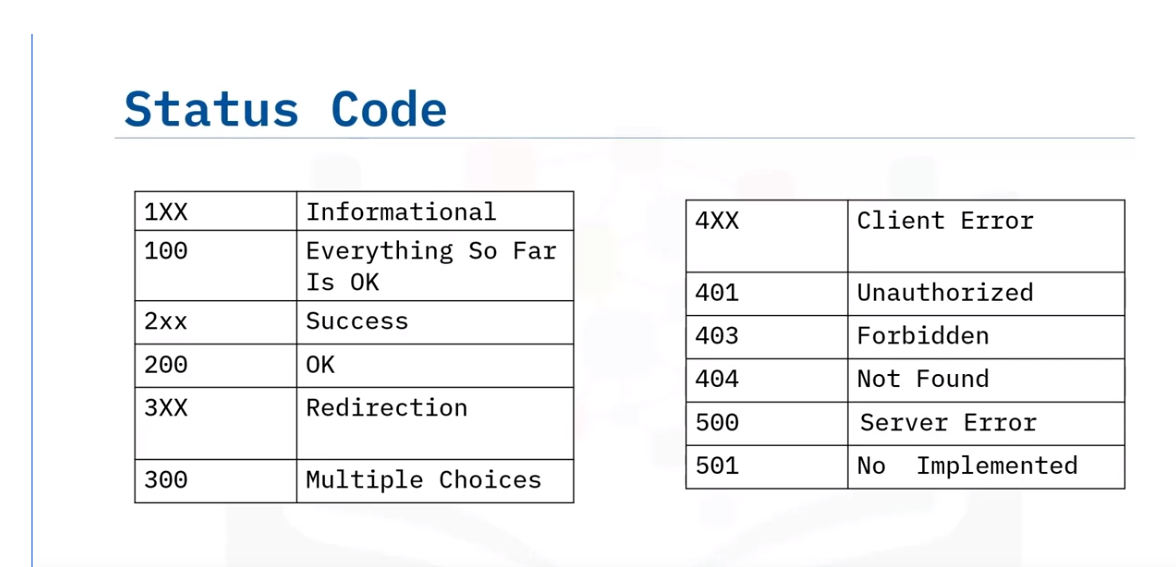 Status Code
1XX Informational
100 Everything So Far
Is OK
2xx Success
200 OK
3XX Redirection
300 Multiple Choices
4XX Client Error
401 Unauthorized
403 Forbidden
404 Not Found
500 Server Error
501 No Implemented